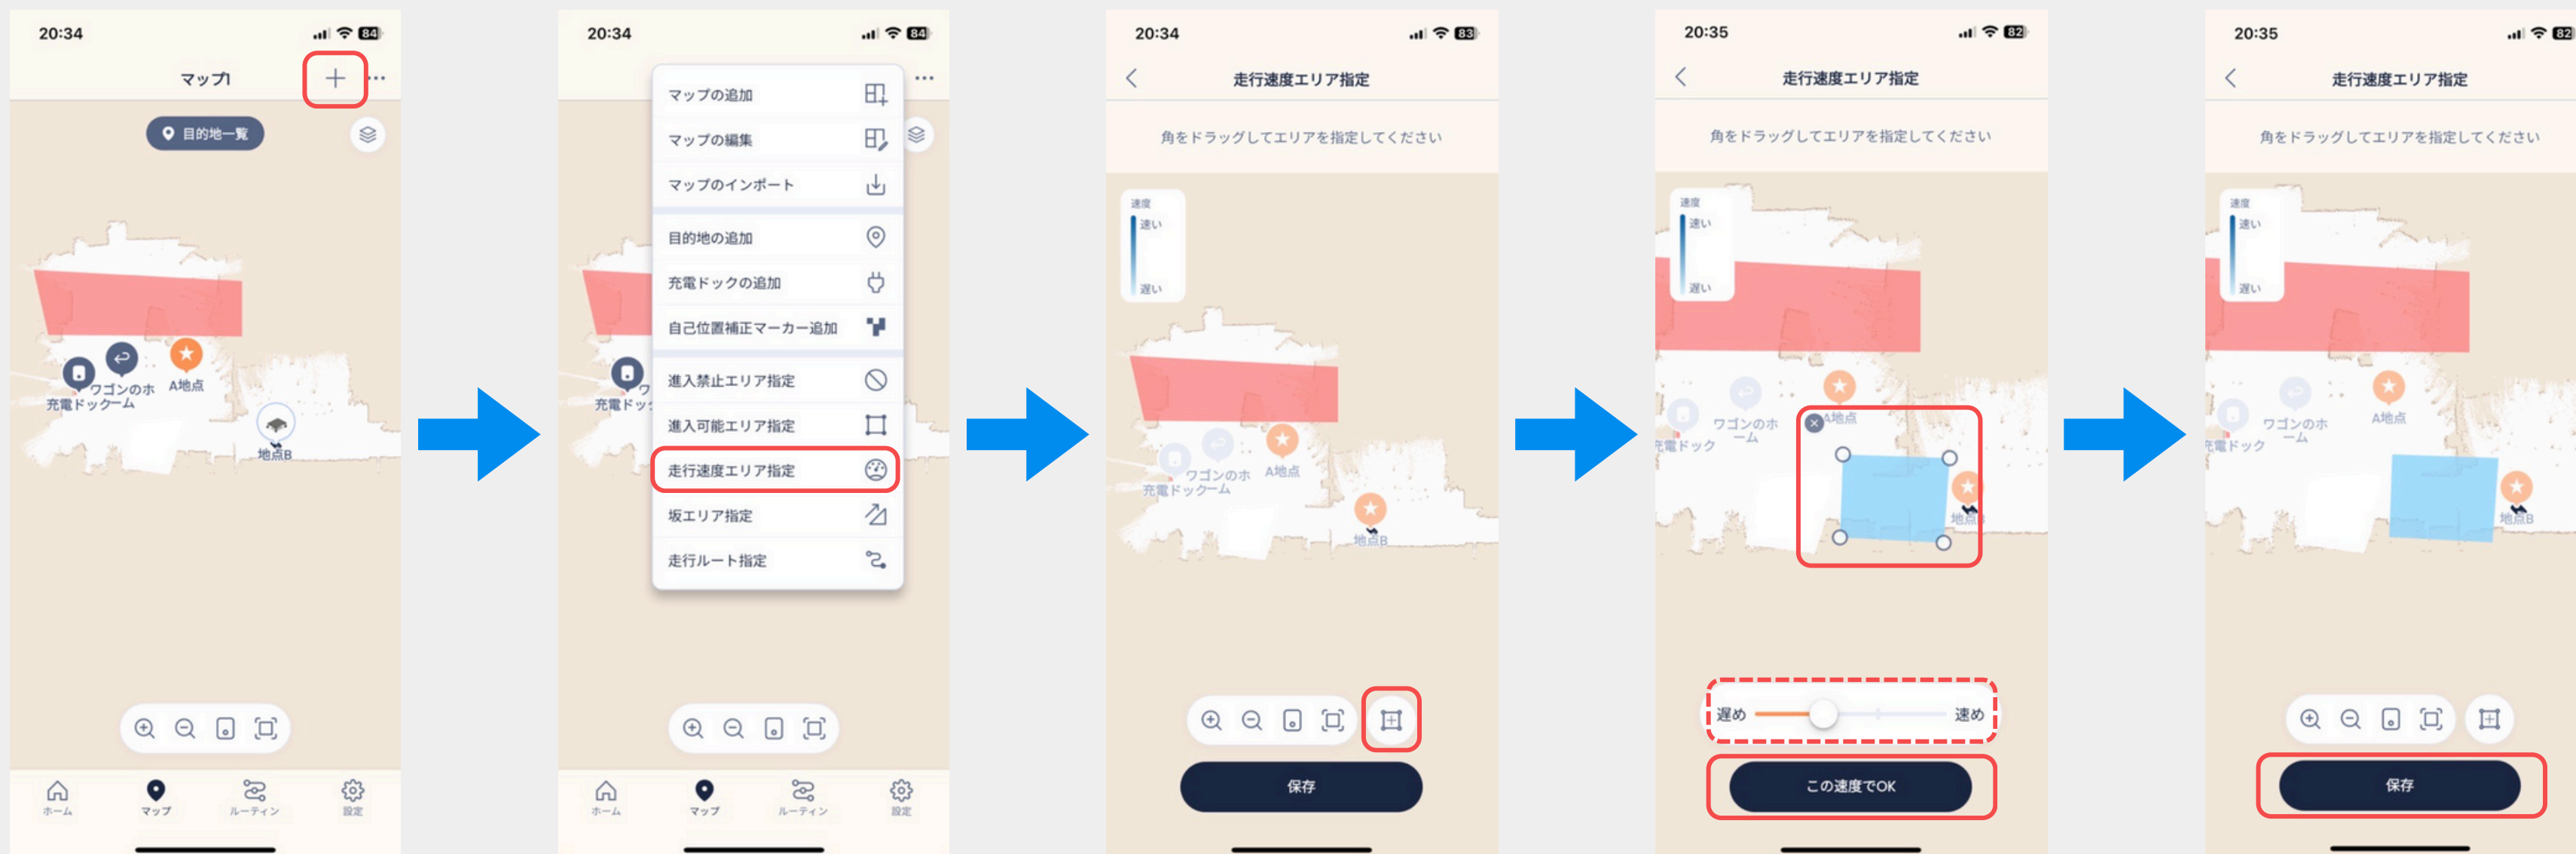 20:34
84
マップ1
目的地一覧
ワゴンのホ
ーム
充電ドック
A地点
地点B
ホーム
マップ
ルーティン
設定
20:34
84
マップの追加
マップの編集
マップのインポート
目的地の追加
充電ドックの追加
自己位置補正マーカー追加
進入禁止エリア指定
進入可能エリア指定
走行速度エリア指定
坂エリア指定
走行ルート指定
ワ
充電ドッ
ホーム
マップ
ルーティン
設定
20:34
83
走行速度エリア指定
角をドラッグしてエリアを指定してください
速度
速い
遅い
ワゴンのホ
ーム
充電ドック
A地点
地点B
保存
20:35
82
走行速度エリア指定
角をドラッグしてエリアを指定してください
速度
速い
遅い
A地点
ワゴンのホ
ーム
電ドック
地点B
遅め
速め
この速度でOK
20:35
82
走行速度エリア指定
角をドラッグしてエリアを指定してください
速度
速い
遅い
A地点
ワゴンのホ
ーム
電ドック
地点B
保存